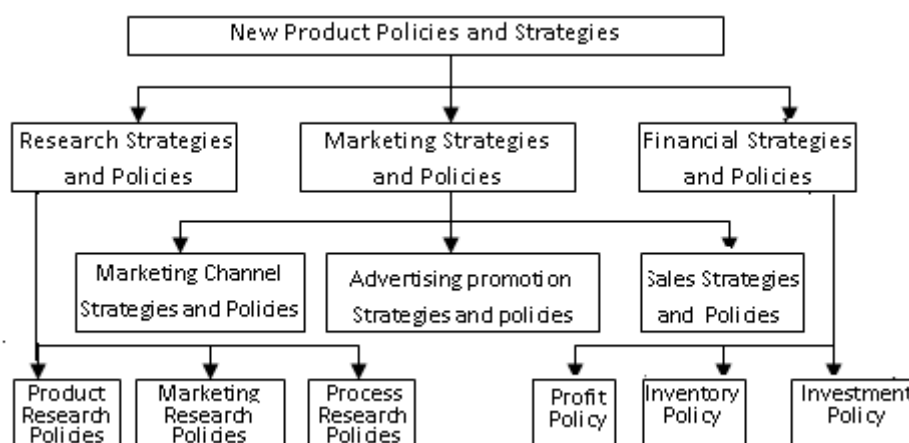 New Product Policies and Strategies
Research Strategies
and Policies
Marketing Strategies
and Policies
Financial Strategies
and Policies
Marketing Channel
Strategies and Policies
Advertising promotion
Strategies and policies
Sales Strategies
and Policies
Product
Research
Policies
Marketing
Research
Policies
Process
Research
Policies
Profit
Policy
Inventory
Policy
Investment
Policy